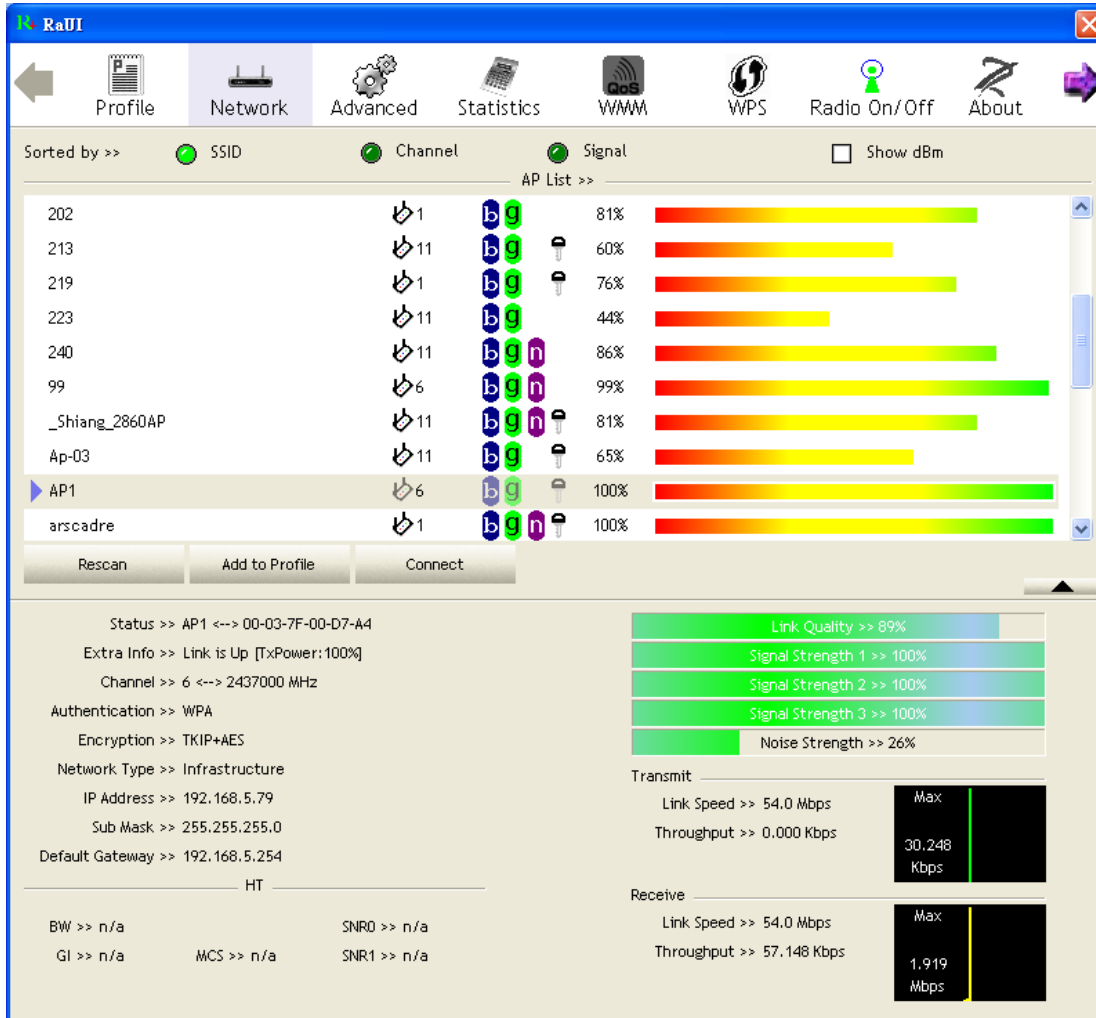 RaUI
Profile Network Advanced Statistics QoS WMM WPS Radio On/Off About
Sorted by >> SSID Channel Signal Show dBm
AP List >>
202 1 b g 81%
213 11 b g 60%
219 1 b g 76%
223 11 b g 44%
240 11 b g n 86%
99 6 b g n 99%
_Shiang_2860AP 11 b g n 81%
Ap-03 11 b g 65%
AP1 6 b g 100%
arscadre 1 b g n 100%
Rescan Add to Profile Connect
Status >> AP1 <--> 00-03-7F-00-D7-A4
Extra Info >> Link is Up [TxPower:100%]
Channel >> 6 <--> 2437000 MHz
Authentication >> WPA
Encryption >> TKIP+AES
Network Type >> Infrastructure
IP Address >> 192.168.5.79
Sub Mask >> 255.255.255.0
Default Gateway >> 192.168.5.254
HT
BW >> n/a SNR0 >> n/a
GI >> n/a MCS >> n/a SNR1 >> n/a
Link Quality >> 89%
Signal Strength 1 >> 100%
Signal Strength 2 >> 100%
Signal Strength 3 >> 100%
Noise Strength >> 26%
Transmit
Link Speed >> 54.0 Mbps
Throughput >> 0.000 Kbps
Max
30.248
Kbps
Receive
Link Speed >> 54.0 Mbps
Throughput >> 57.148 Kbps
Max
1.919
Mbps